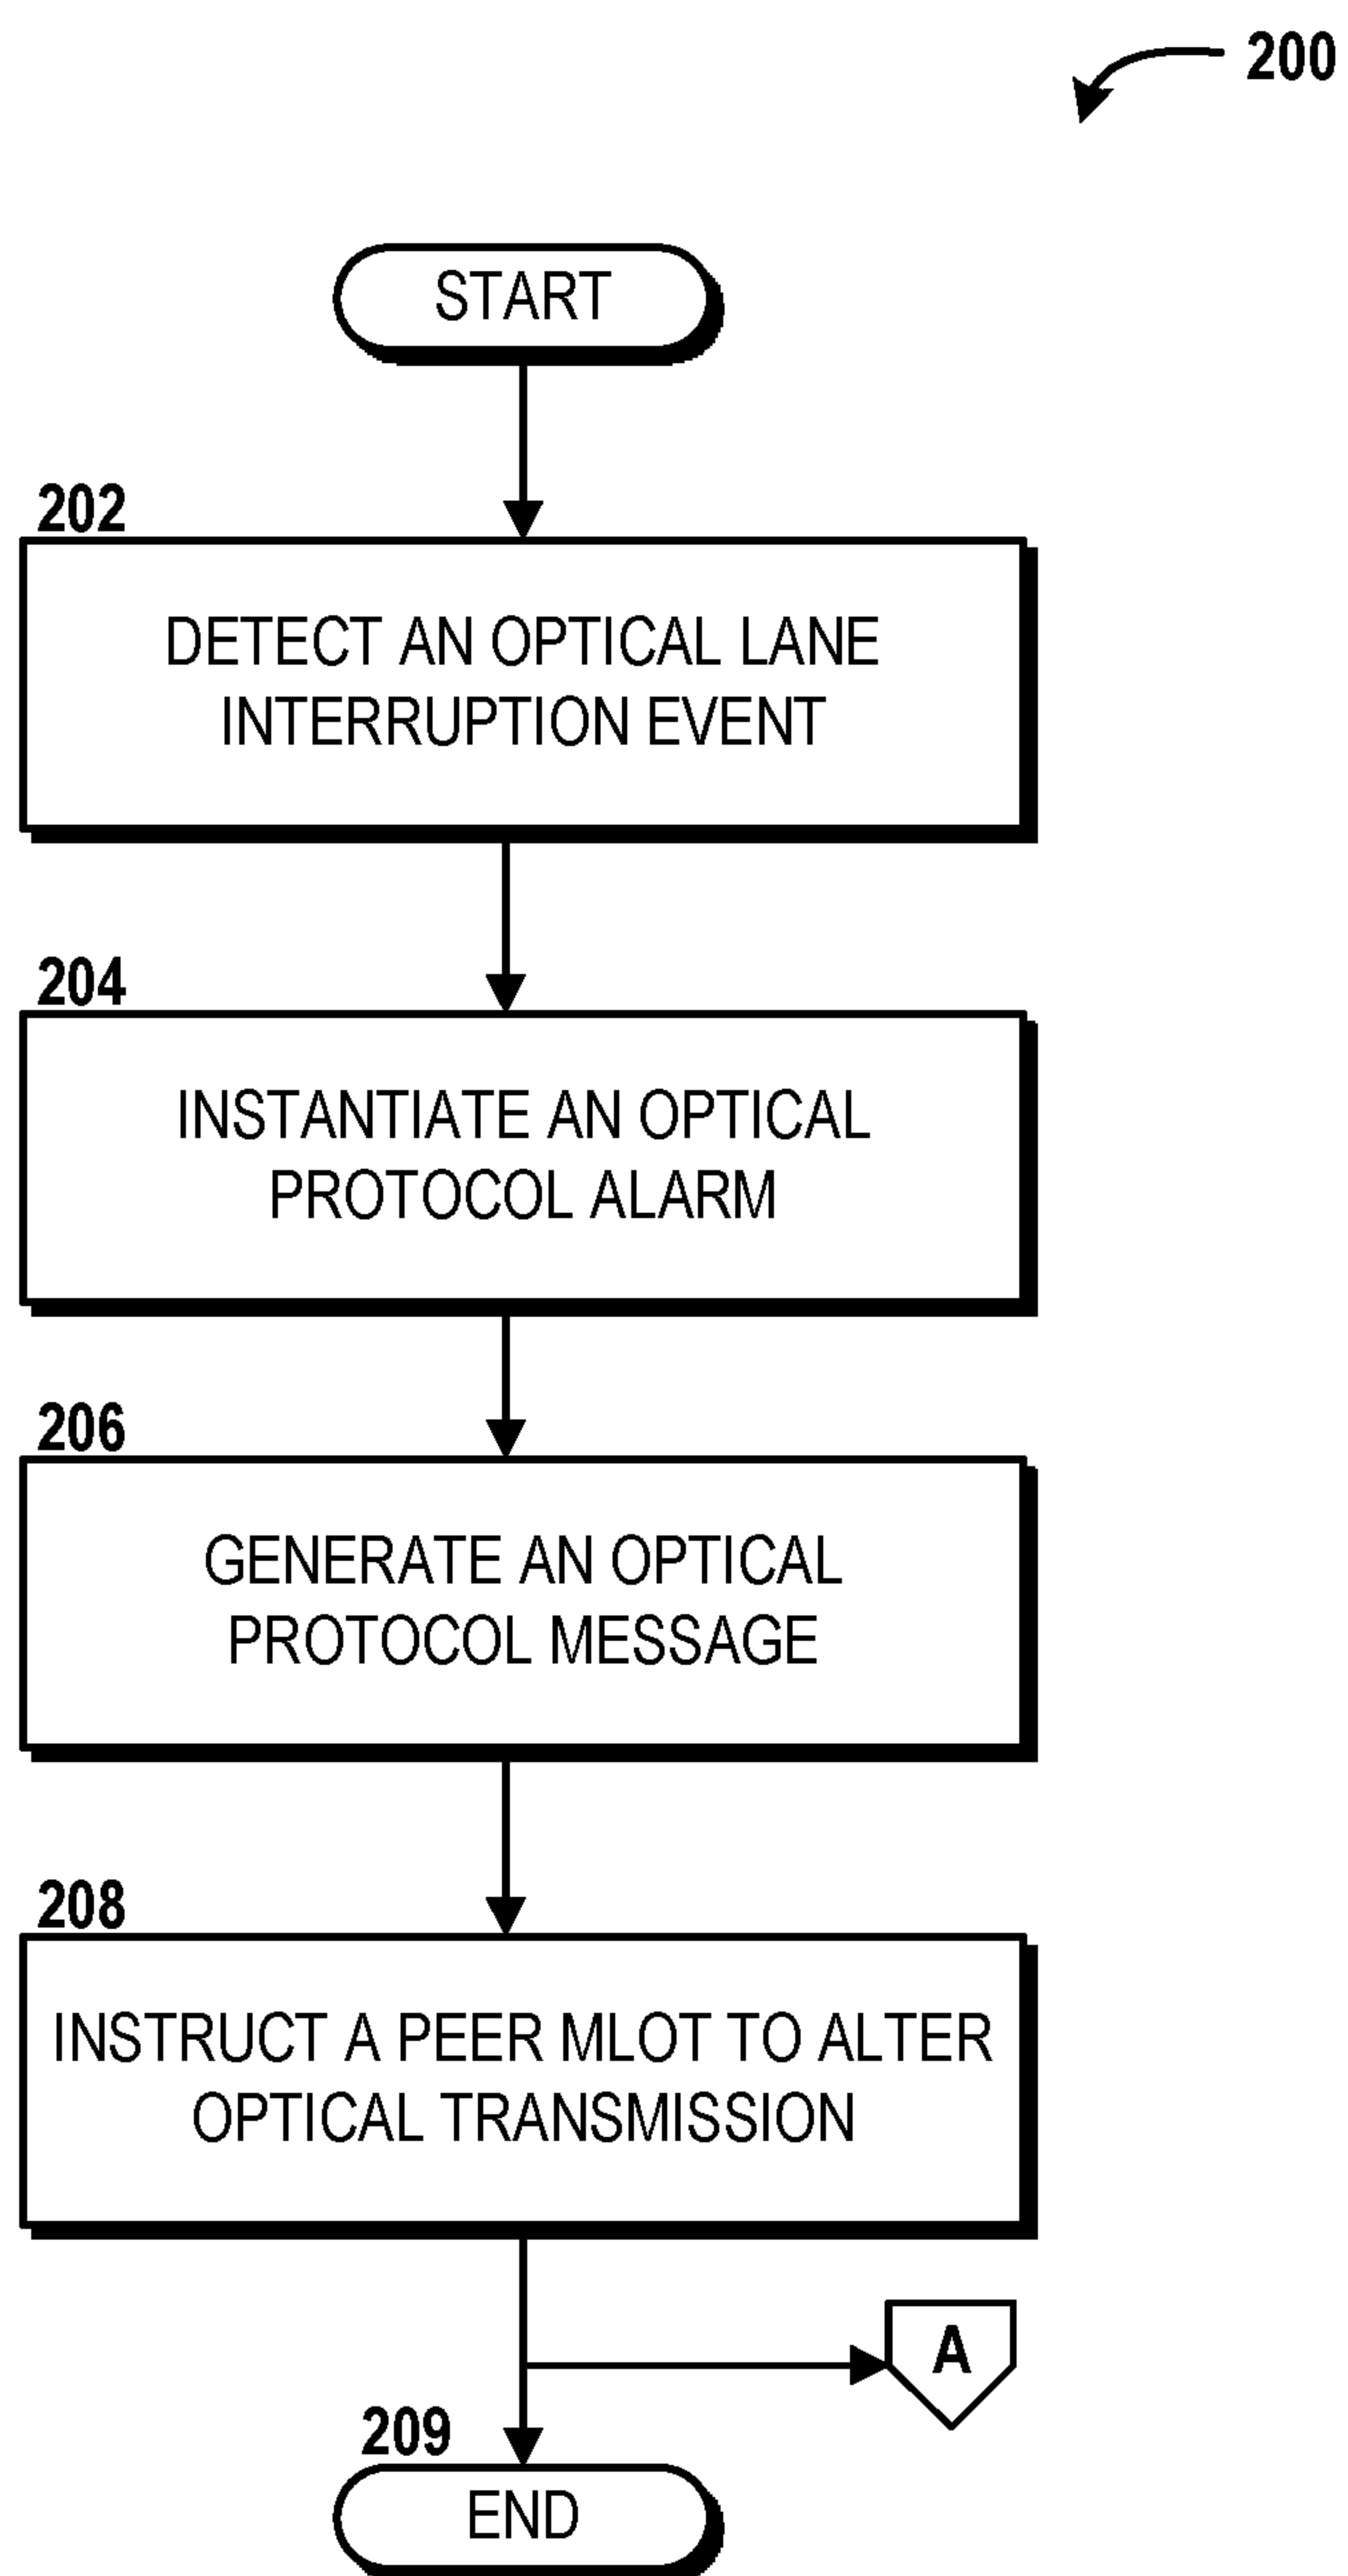 200
START
202
DETECT AN OPTICAL LANE
INTERRUPTION EVENT
204
INSTANTIATE AN OPTICAL
PROTOCOL ALARM
206
GENERATE AN OPTICAL
PROTOCOL MESSAGE
208
INSTRUCT A PEER MLOT TO ALTER
OPTICAL TRANSMISSION
A
209
END